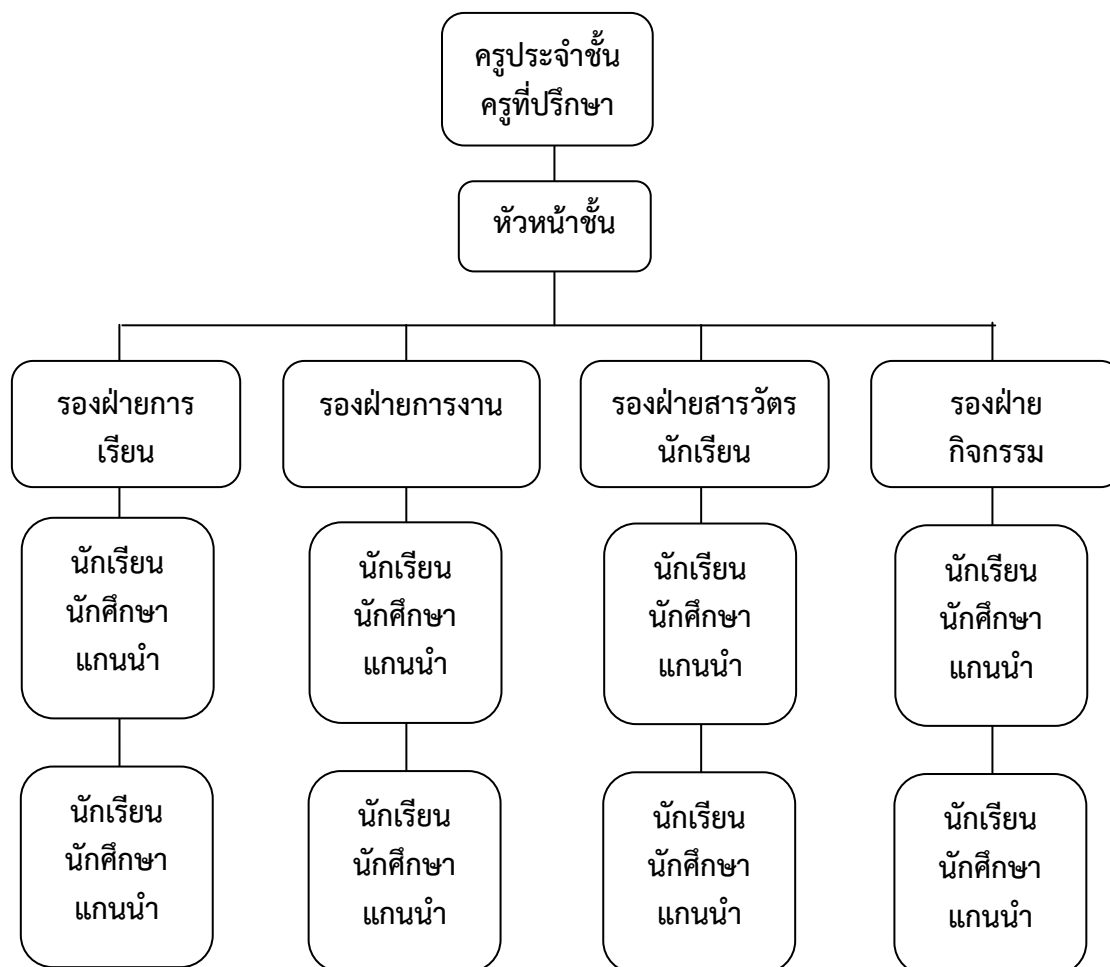 ครูประจำชั้น
ครูที่ปรึกษา
หัวหน้าชั้น
รองฝ่ายการ
เรียน
รองฝ่ายการงาน
รองฝ่ายสารวัตร
นักเรียน
รองฝ่าย
กิจกรรม
นักเรียน
นักศึกษา
แกนนำ
นักเรียน
นักศึกษา
แกนนำ
นักเรียน
นักศึกษา
แกนนำ
นักเรียน
นักศึกษา
แกนนำ
นักเรียน
นักศึกษา
แกนนำ
นักเรียน
นักศึกษา
แกนนำ
นักเรียน
นักศึกษา
แกนนำ
นักเรียน
นักศึกษา
แกนนำ